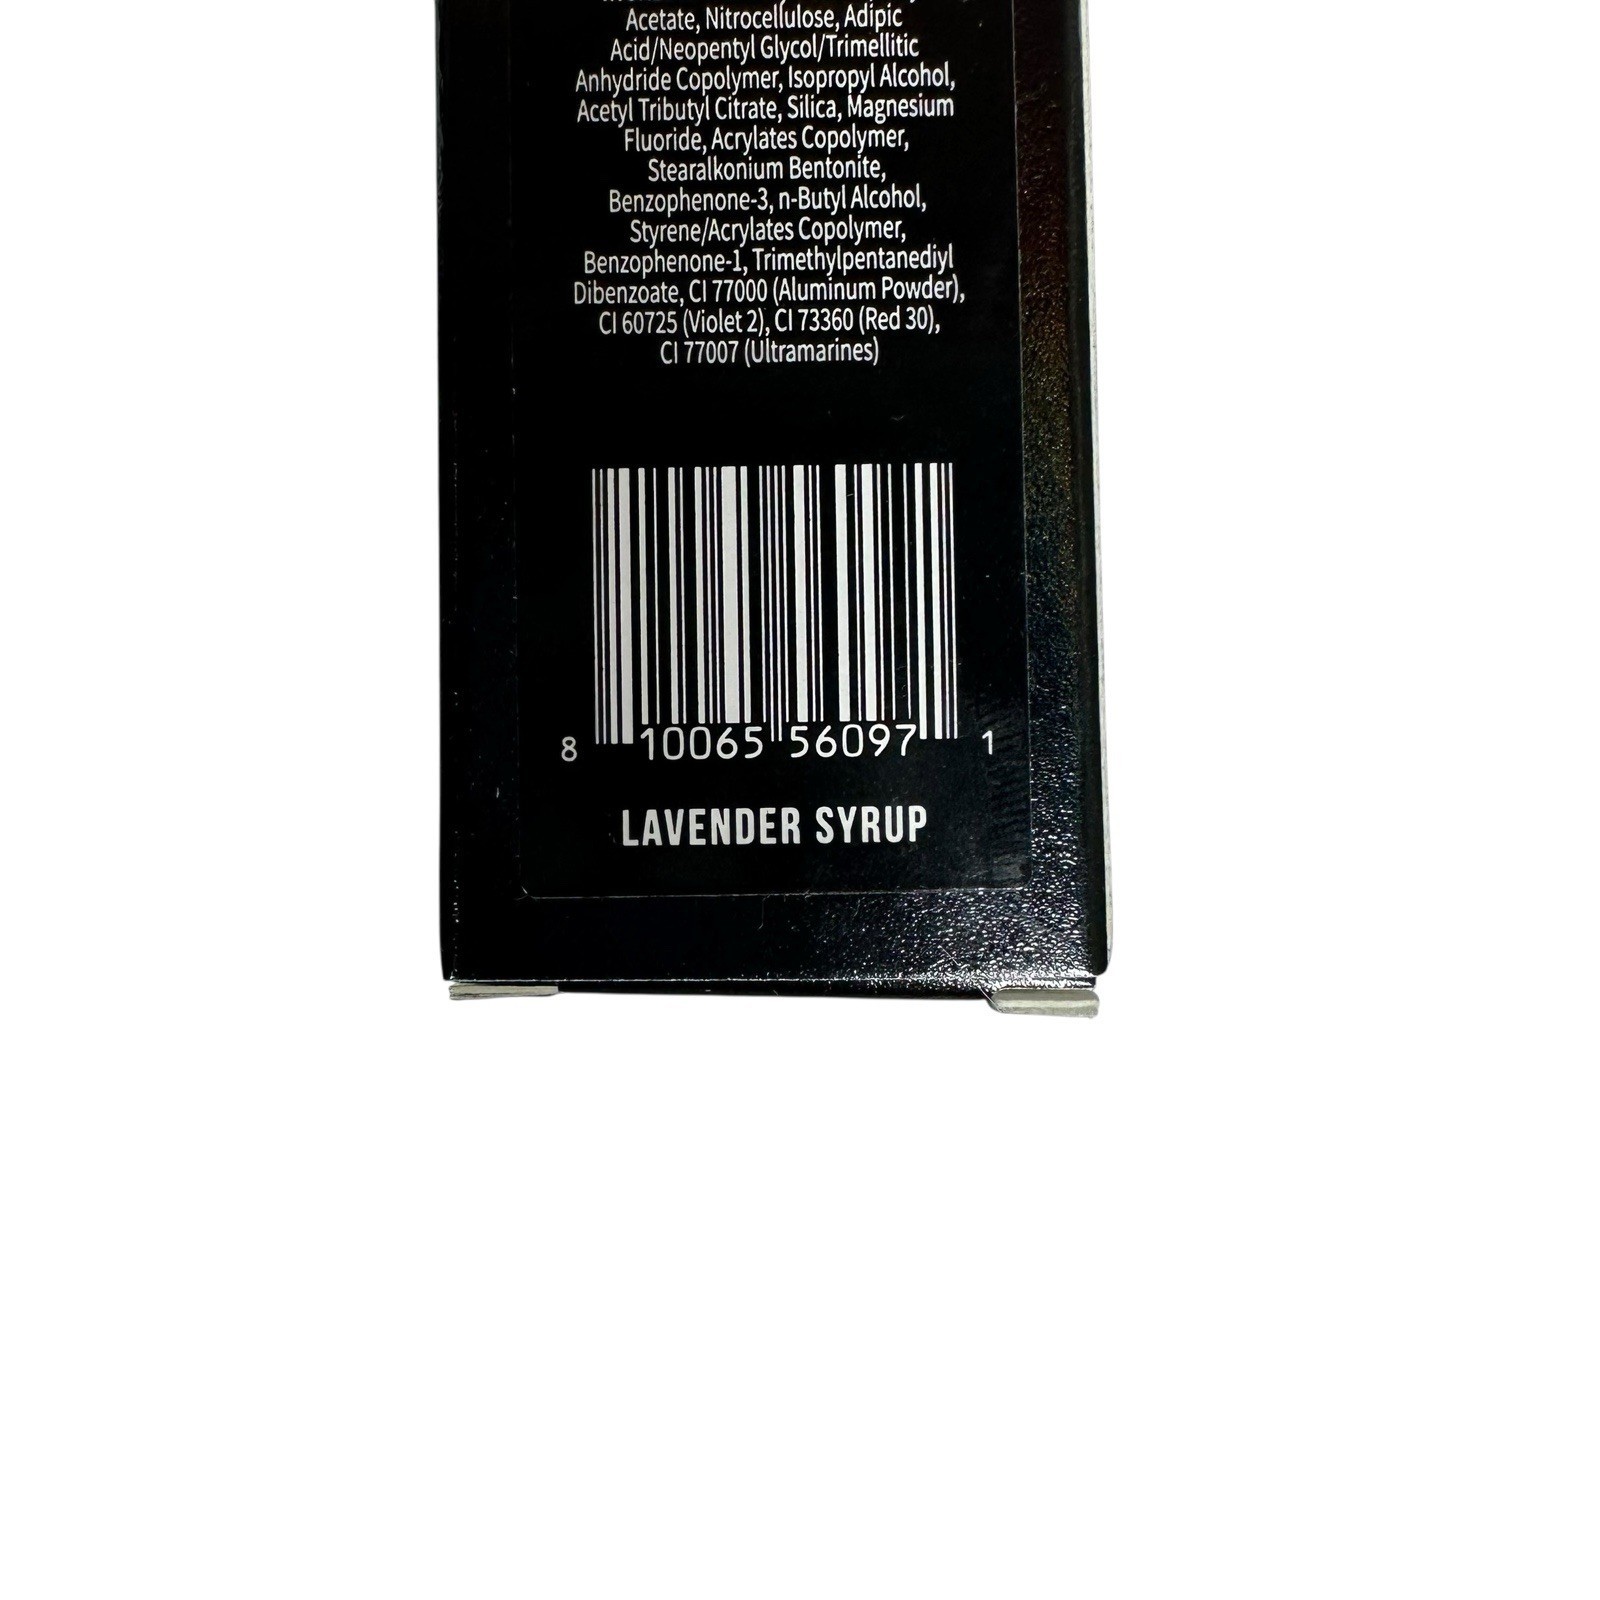 Acetate, Nitrocellulose, Adipic
Acid/Neopentyl Glycol/Trimellitic
Anhydride Copolymer, Isopropyl Alcohol,
Acetyl Tributyl Citrate, Silica, Magnesium
Fluoride, Acrylates Copolymer,
Stearalkonium Bentonite,
Benzophenone-3, n-Butyl Alcohol,
Styrene/Acrylates Copolymer,
Benzophenone-1, Trimethylpentanediyl
Dibenzoate, CI 77000 (Aluminum Powder),
CI 60725 (Violet 2), CI 73360 (Red 30),
CI 77007 (Ultramarines)
8 10065 56097 1
LAVENDER SYRUP